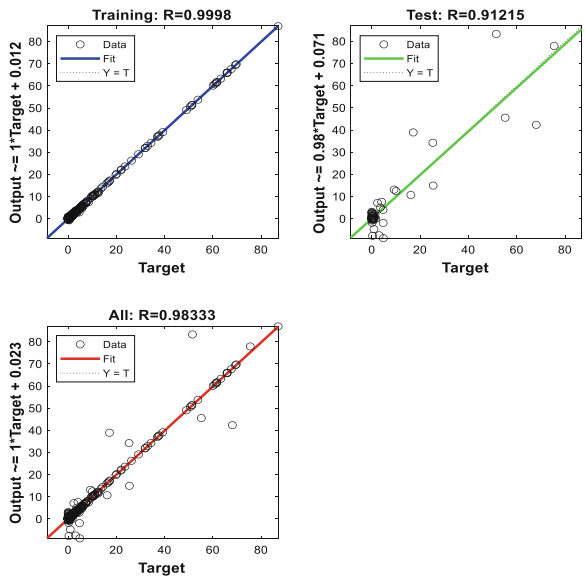 Training: R=0.9998
Output ~= 1*Target + 0.012
Data
Fit
Y = T
80
70
60
50
40
30
20
10
0
0 20 40 60 80
Target
Test: R=0.91215
Output ~= 0.98*Target + 0.071
Data
Fit
Y = T
80
70
60
50
40
30
20
10
0
0 20 40 60 80
Target
All: R=0.98333
Output ~= 1*Target + 0.023
Data
Fit
Y = T
80
70
60
50
40
30
20
10
0
0 20 40 60 80
Target